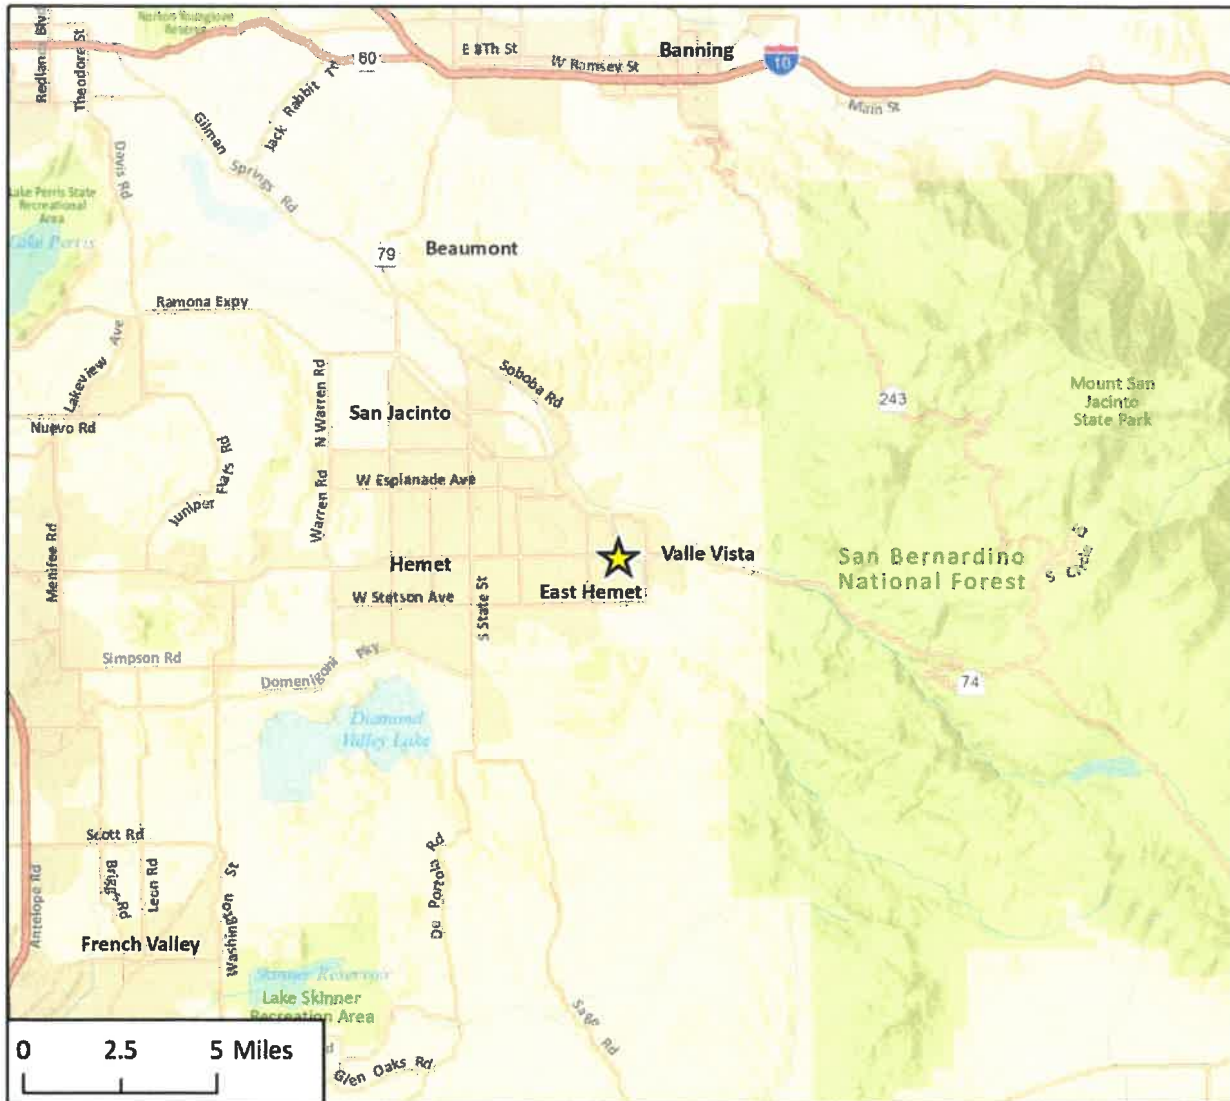 Redlands Blvd
Theodore St
60
E 8Th St
W Ramsey St
Banning
10
Main St
Gilman
Springs Rd
Jack Rabbit
Davis Rd
Lake Perris State
Recreational
Area
Lake Perris
79
Beaumont
Ramona Expy
Lakeview Ave
Nuevo Rd
N Warren Rd
San Jacinto
Soboba Rd
243
Mount San
Jacinto
State Park
Juniper Flats Rd
Warren Rd
W Esplanade Ave
Menifee Rd
Hemet
Valle Vista
San Bernardino
National Forest
S
W Stetson Ave
East Hemet
S State St
Simpson Rd
Domenigoni Pky
74
Diamond
Valley Lake
Scott Rd
Antelope Rd
Briggs Rd
Leon Rd
Washington St
De Portola Rd
French Valley
Skinner Reservoir
Lake Skinner
Recreation Area
Sage Rd
Glen Oaks Rd
0 2.5 5 Miles